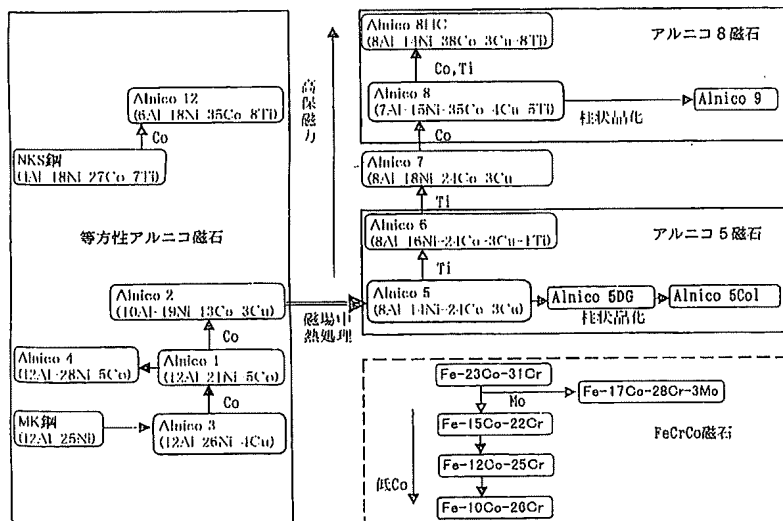 等方性アルニコ磁石
Alnico 12
(6Al-18Ni-35Co-8Ti)
Co
NKS鋼
18Ni-27Co-7Ti)
Alnico 2
(10Al-19Ni-13Co-3Cu)
Co
Alnico 4
(12Al-28Ni-5Co)
Alnico 1
(12Al-21Ni-5Co)
Co
MK鋼
(12Al-25Ni)
Alnico 3
(12Al-26Ni-4Cu)
高保磁力
磁場中
熱処理
アルニコ8磁石
Alnico 8HC
(8Al-14Ni-38Co-3Cu-8Ti)
Co,Ti
Alnico 8
(7Al-15Ni-35Co-4Cu-5Ti)
柱状晶化
Alnico 9
Co
Alnico 7
(8Al-18Ni-24Co-3Cu)
Ti
アルニコ5磁石
Alnico 6
(8Al-16Ni-24Co-3Cu-1Ti)
Ti
Alnico 5
(8Al-14Ni-24Co-3Cu)
Alnico 5DG
Alnico 5Col
柱状晶化
FeCrCo磁石
Fe-23Co-31Cr
Mo
Fe-17Co-28Cr-3Mo
Fe-15Co-22Cr
Fe-12Co-25Cr
Fe-10Co-26Cr
低Co